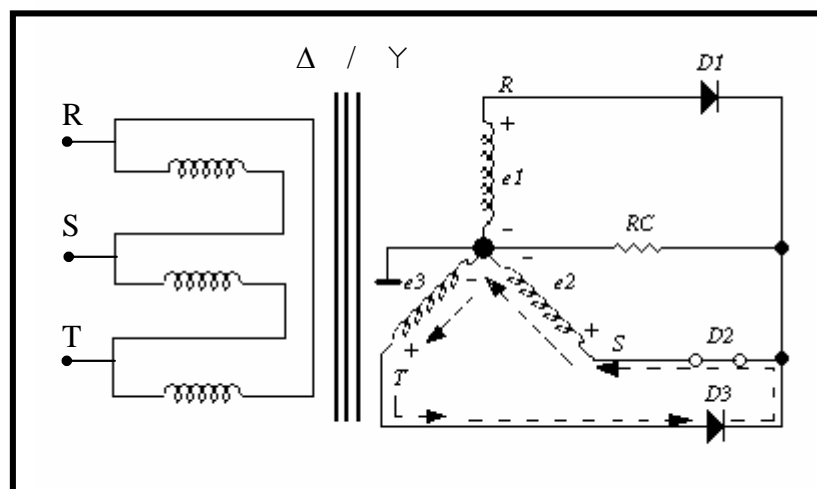 Δ / Y
D1
R
R
+
e1
-
RC
S
-
e3
-
e2
+
+
S
D2
T
T
D3